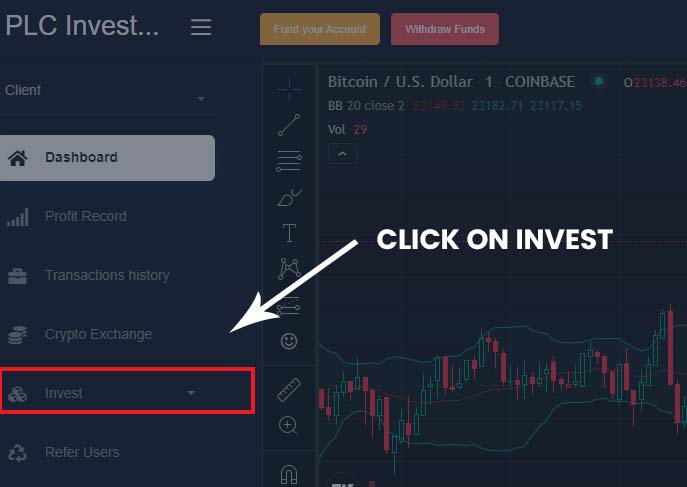 PLC Invest...
Fund your Account
Withdraw Funds
Client
Dashboard
Profit Record
Transactions history
Crypto Exchange
Invest
Refer Users
Bitcoin / U.S. Dollar · 1 · COINBASE
O23138.46
BB 20 close 2 23149.93 23182.71 23117.15
Vol 29
T
CLICK ON INVEST